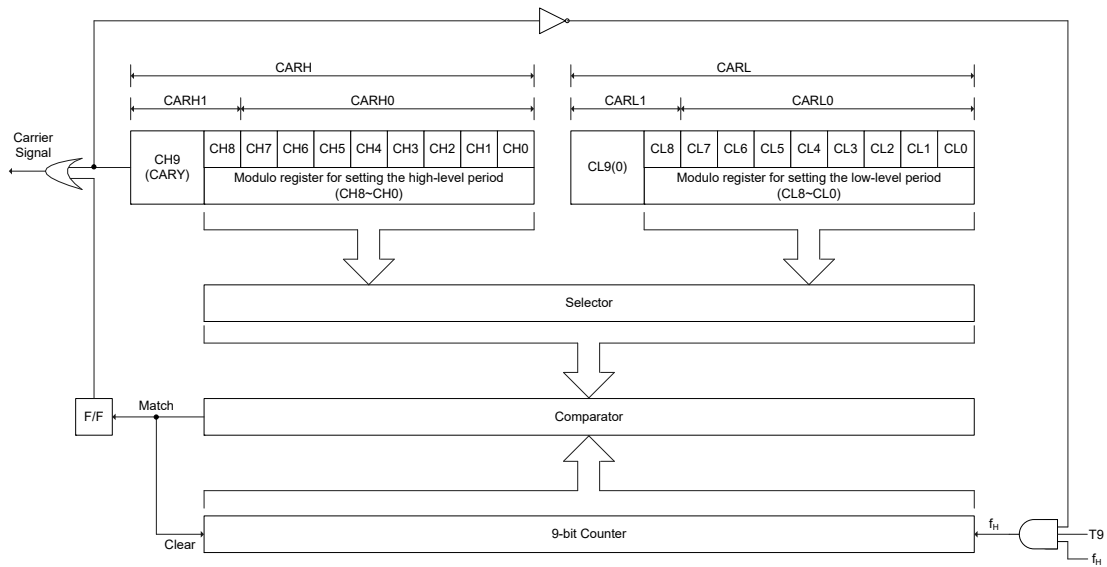 CARH
CARL
CARH1
CARH0
CARL1
CARL0
Carrier
Signal
CH9
(CARY)
CH8
CH7
CH6
CH5
CH4
CH3
CH2
CH1
CH0
Modulo register for setting the high-level period
(CH8~CH0)
CL9(0)
CL8
CL7
CL6
CL5
CL4
CL3
CL2
CL1
CL0
Modulo register for setting the low-level period
(CL8~CL0)
Selector
F/F
Match
Comparator
Clear
9-bit Counter
fH
T9
fH